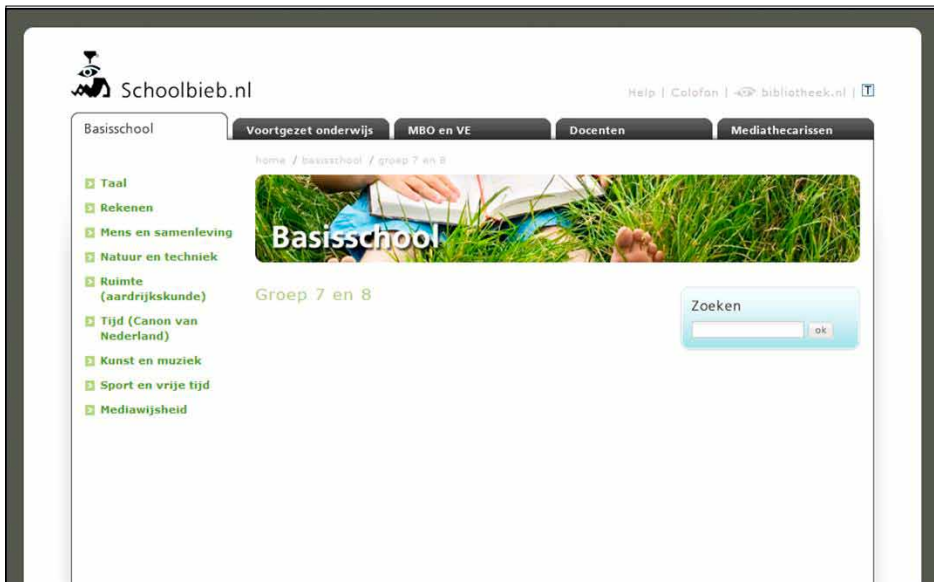 Schoolbieb.nl
Help | Colofon | bibliotheek.nl | T
Basisschool
Voortgezet onderwijs
MBO en VE
Docenten
Mediathecarissen
home / basisschool / groep 7 en 8
Taal
Rekenen
Mens en samenleving
Natuur en techniek
Ruimte
(aardrijkskunde)
Tijd (Canon van
Nederland)
Kunst en muziek
Sport en vrije tijd
Mediawijsheid
Basisschool
Groep 7 en 8
Zoeken
ok